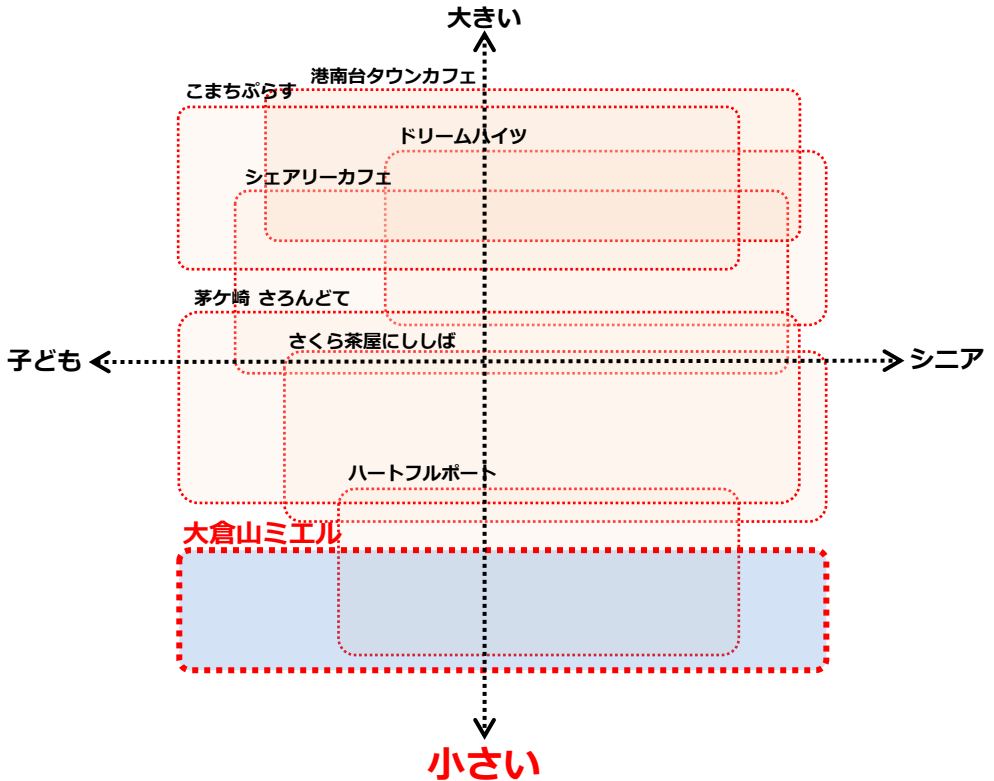 大きい
港南台タウンカフェ
こまちぷらす
ドリームハイツ
シェアリーカフェ
茅ケ崎 さろんどて
さくら茶屋にししば
子ども
シニア
ハートフルポート
大倉山ミエル
小さい